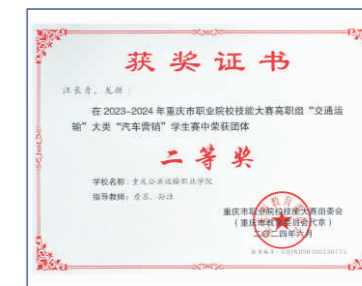 获奖证书
汪长青、龙颜：
在2023-2024年重庆市职业院校技能大赛高职组“交通运
输”大类“汽车营销”学生赛中荣获团体
二等奖
学校名称：重庆公共运输职业学院
指导教师：
重庆市职业院校技能大赛组委会
（重庆市教育委员会代章）
二〇二四年六月